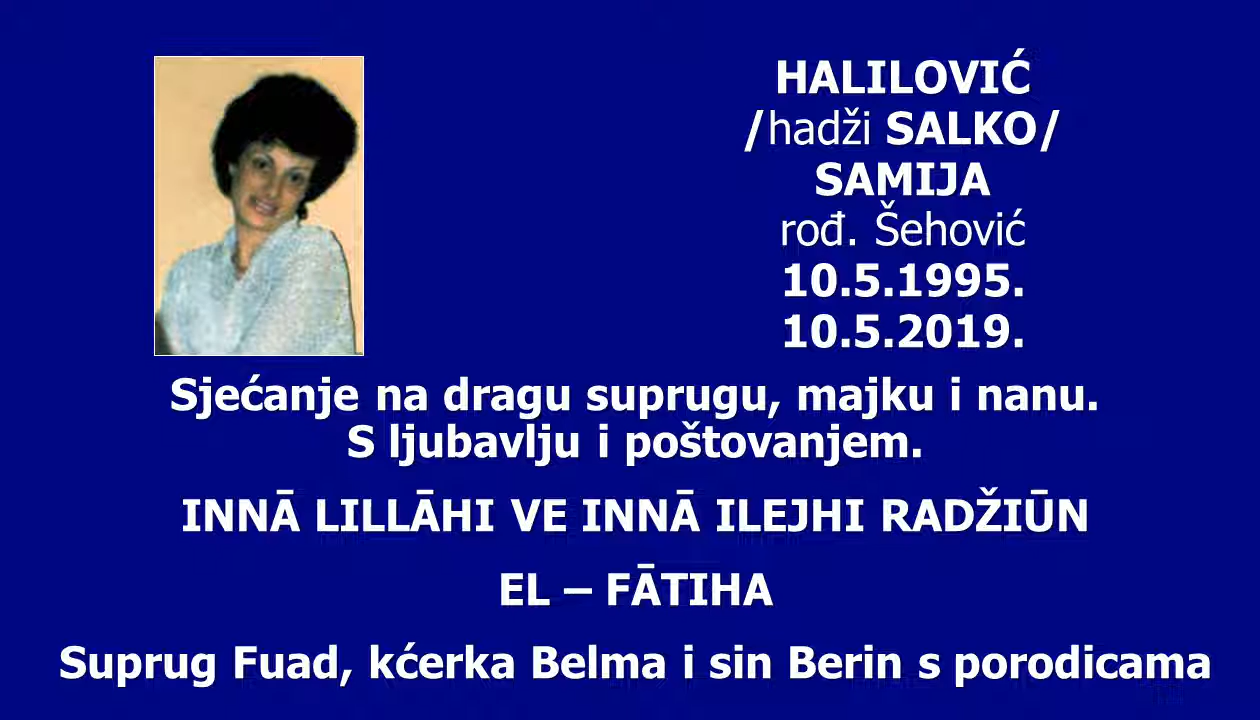 HALILOVIĆ
/hadži SALKO/
SAMIJA
rođ. Šehović
10.5.1995.
10.5.2019.
Sjećanje na dragu suprugu, majku i nanu.
S ljubavlju i poštovanjem.
INNĀ LILLĀHI VE INNĀ ILEJHI RADŽIŪN
EL – FĀTIHA
Suprug Fuad, kćerka Belma i sin Berin s porodicama